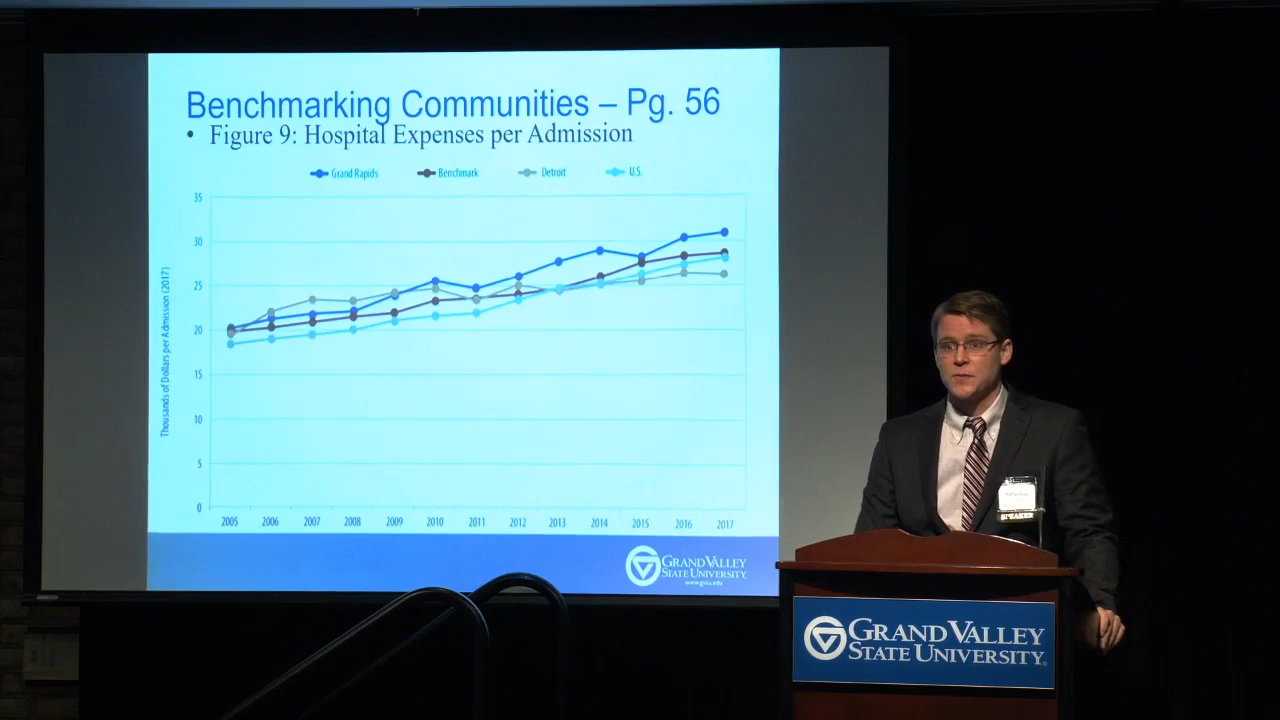 Benchmarking Communities – Pg. 56
• Figure 9: Hospital Expenses per Admission
Grand Rapids Benchmark Detroit U.S.
Thousands of Dollars per Admission (2017)
35
30
25
20
15
10
5
0
2005 2006 2007 2008 2009 2010 2011 2012 2013 2014 2015 2016 2017
GRAND VALLEY
STATE UNIVERSITY
www.gvsu.edu
SPEAKER
GRAND VALLEY
STATE UNIVERSITY